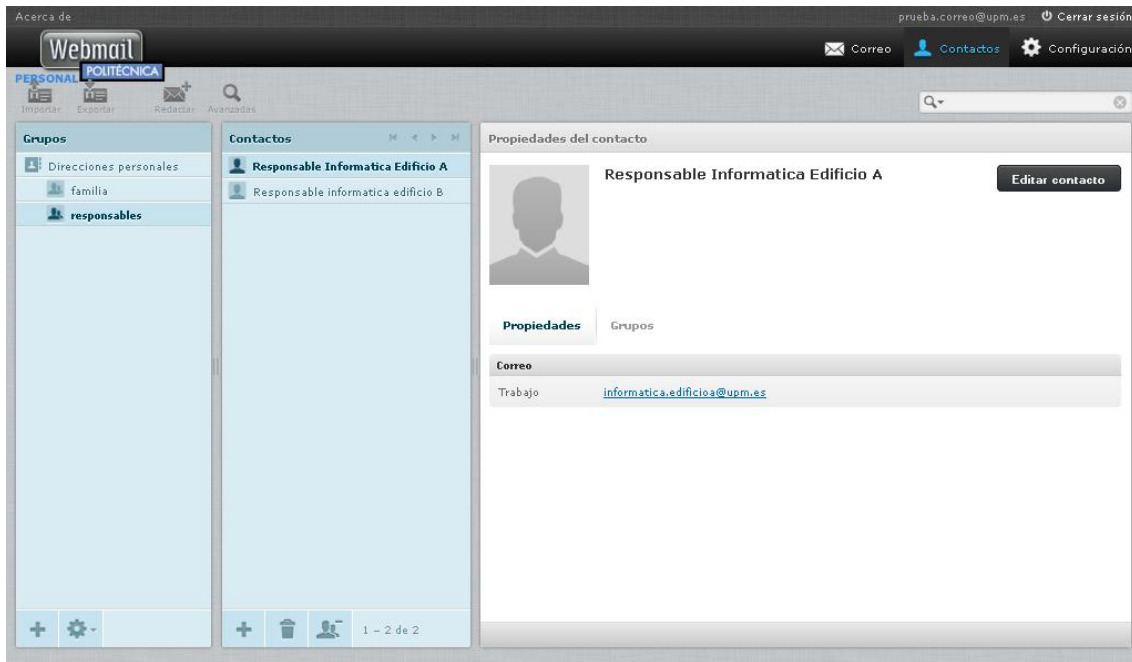 Acerca de
prueba.correo@upm.es Cerrar sesión
Webmail
POLITÉCNICA
PERSONAL
Correo Contactos Configuración
Importar Exportar Redactar Avanzadas
Grupos
Direcciones personales
familia
responsables
Contactos
Responsable Informatica Edificio A
Responsable informatica edificio B
1 – 2 de 2
Propiedades del contacto
Responsable Informatica Edificio A
Editar contacto
Propiedades Grupos
Correo
Trabajo informatica.edificioa@upm.es